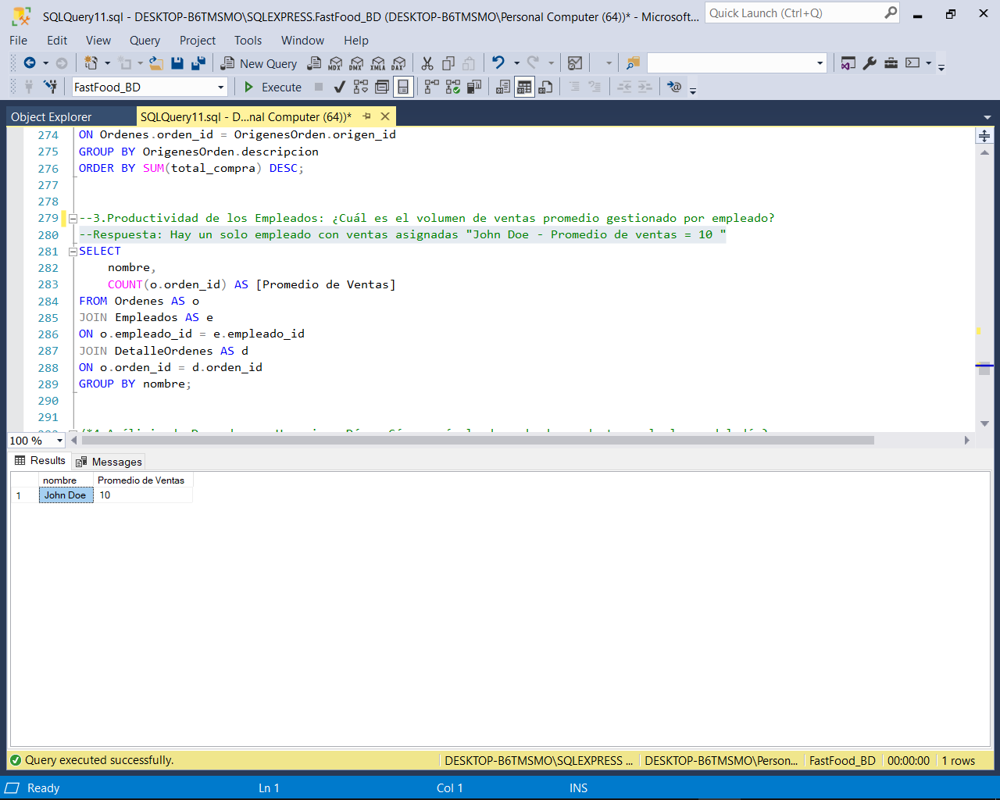 SQLQuery11.sql - DESKTOP-B6TMSMO\SQLEXPRESS.FastFood_BD (DESKTOP-B6TMSMO\Personal Computer (64))* - Microsoft...
Quick Launch (Ctrl+Q)
File Edit View Query Project Tools Window Help
New Query MDX DMX XMLA DAX
FastFood_BD Execute
Object Explorer SQLQuery11.sql - D...nal Computer (64))*
274 ON Ordenes.orden_id = OrigenesOrden.origen_id
275 GROUP BY OrigenesOrden.descripcion
276 ORDER BY SUM(total_compra) DESC;
277
278
279 --3.Productividad de los Empleados: ¿Cuál es el volumen de ventas promedio gestionado por empleado?
280 --Respuesta: Hay un solo empleado con ventas asignadas "John Doe - Promedio de ventas = 10 "
281 SELECT
282 nombre,
283 COUNT(o.orden_id) AS [Promedio de Ventas]
284 FROM Ordenes AS o
285 JOIN Empleados AS e
286 ON o.empleado_id = e.empleado_id
287 JOIN DetalleOrdenes AS d
288 ON o.orden_id = d.orden_id
289 GROUP BY nombre;
290
291
100 %
Results Messages
nombre Promedio de Ventas
1 John Doe 10
Query executed successfully. DESKTOP-B6TMSMO\SQLEXPRESS ... DESKTOP-B6TMSMO\Person... FastFood_BD 00:00:00 1 rows
Ready Ln 1 Col 1 INS